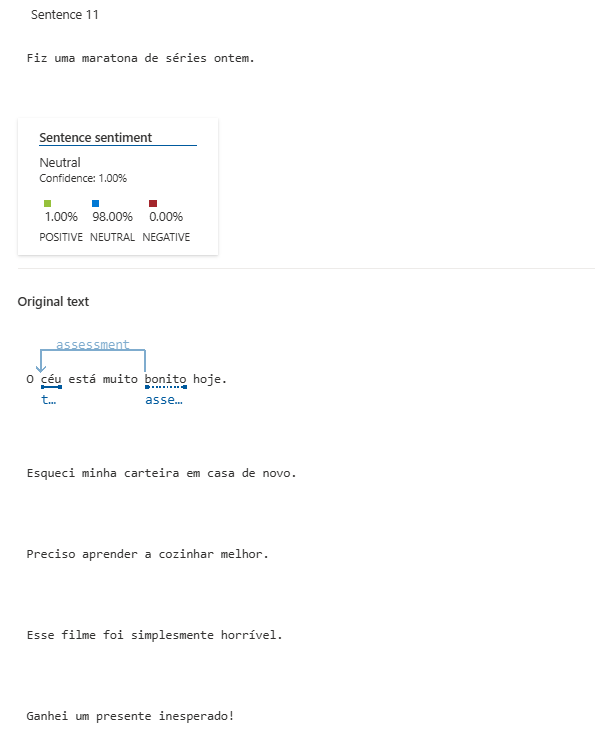 Sentence 11
Fiz uma maratona de séries ontem.
Sentence sentiment
Neutral
Confidence: 1.00%
1.00% 98.00% 0.00%
POSITIVE NEUTRAL NEGATIVE
Original text
assessment
O céu está muito bonito hoje.
t… asse…
Esqueci minha carteira em casa de novo.
Preciso aprender a cozinhar melhor.
Esse filme foi simplesmente horrível.
Ganhei um presente inesperado!